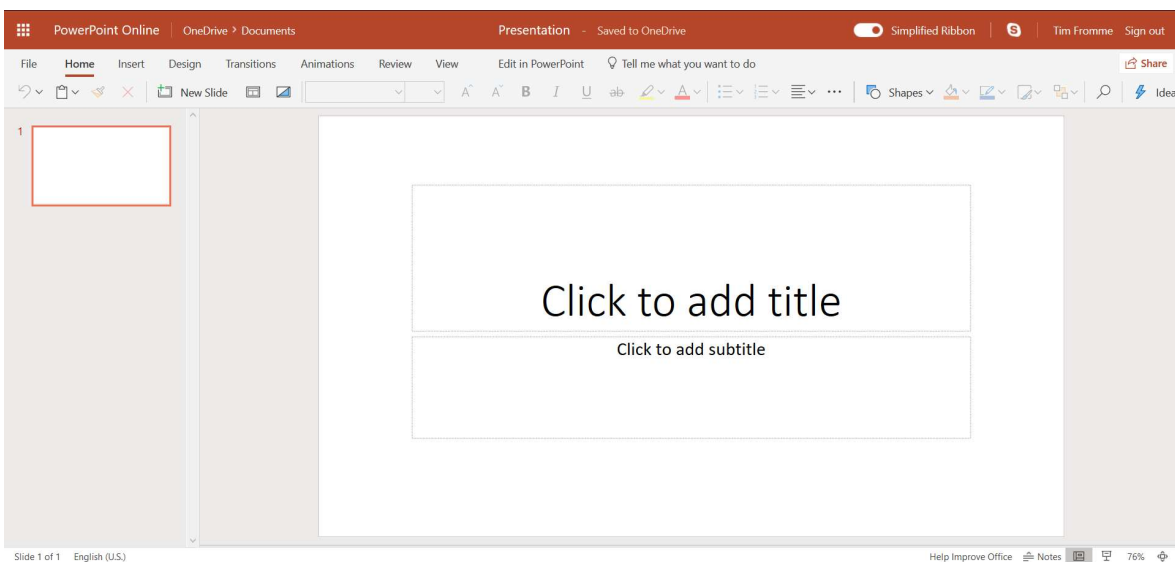 PowerPoint Online OneDrive > Documents Presentation - Saved to OneDrive Simplified Ribbon Tim Fromme Sign out
File Home Insert Design Transitions Animations Review View Edit in PowerPoint Tell me what you want to do Share
New Slide A A B I U ab A Shapes Idea
1
Click to add title
Click to add subtitle
Slide 1 of 1 English (U.S.) Help Improve Office Notes 76%